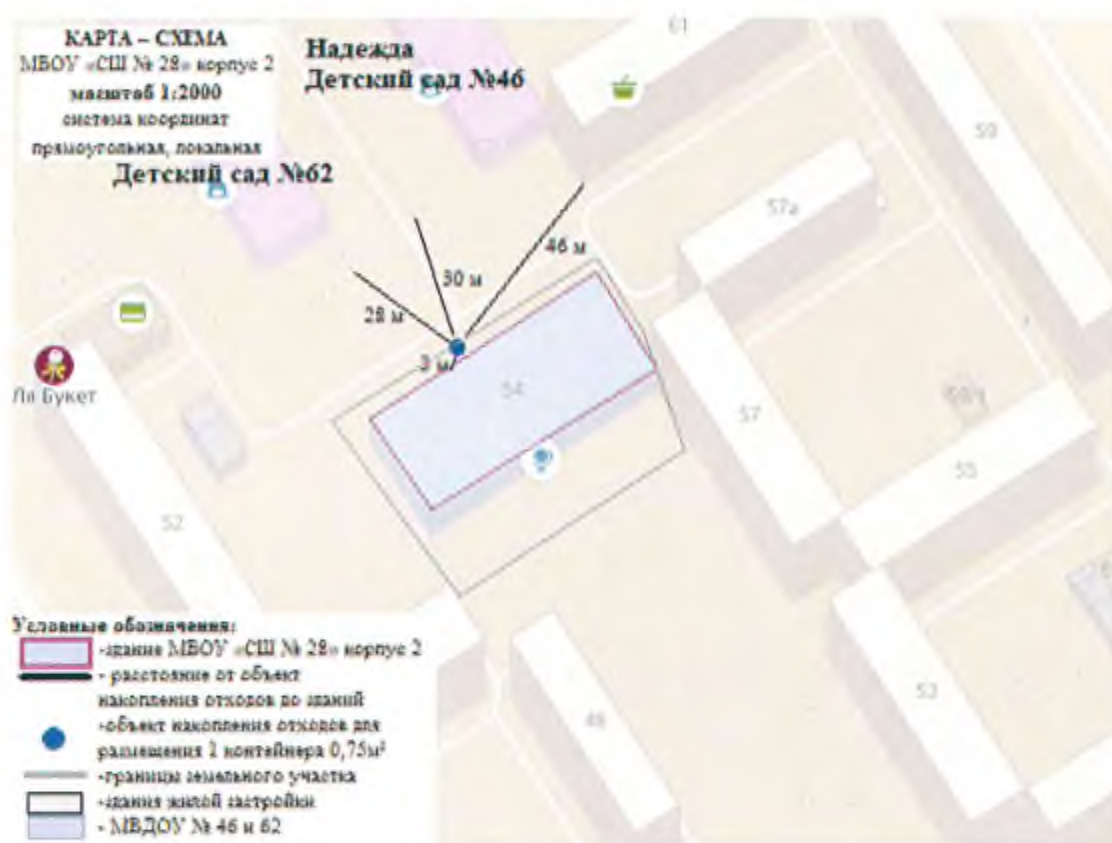 КАРТА – СХЕМА
МБОУ «СШ № 28» корпус 2
масштаб 1:2000
система координат
прямоугольная, локальная
Надежда
Детский сад №46
Детский сад №62
61
59
57а
46 м
30 м
28 м
3 м
54
57
55
Ля Букет
52
53
48
Условные обозначения:
-здание МБОУ «СШ № 28» корпус 2
- расстояние от объект
накопления отходов до зданий
-объект накопления отходов для
размещения 1 контейнера 0,75м³
-границы земельного участка
-здания жилой застройки
- МБДОУ № 46 и 62